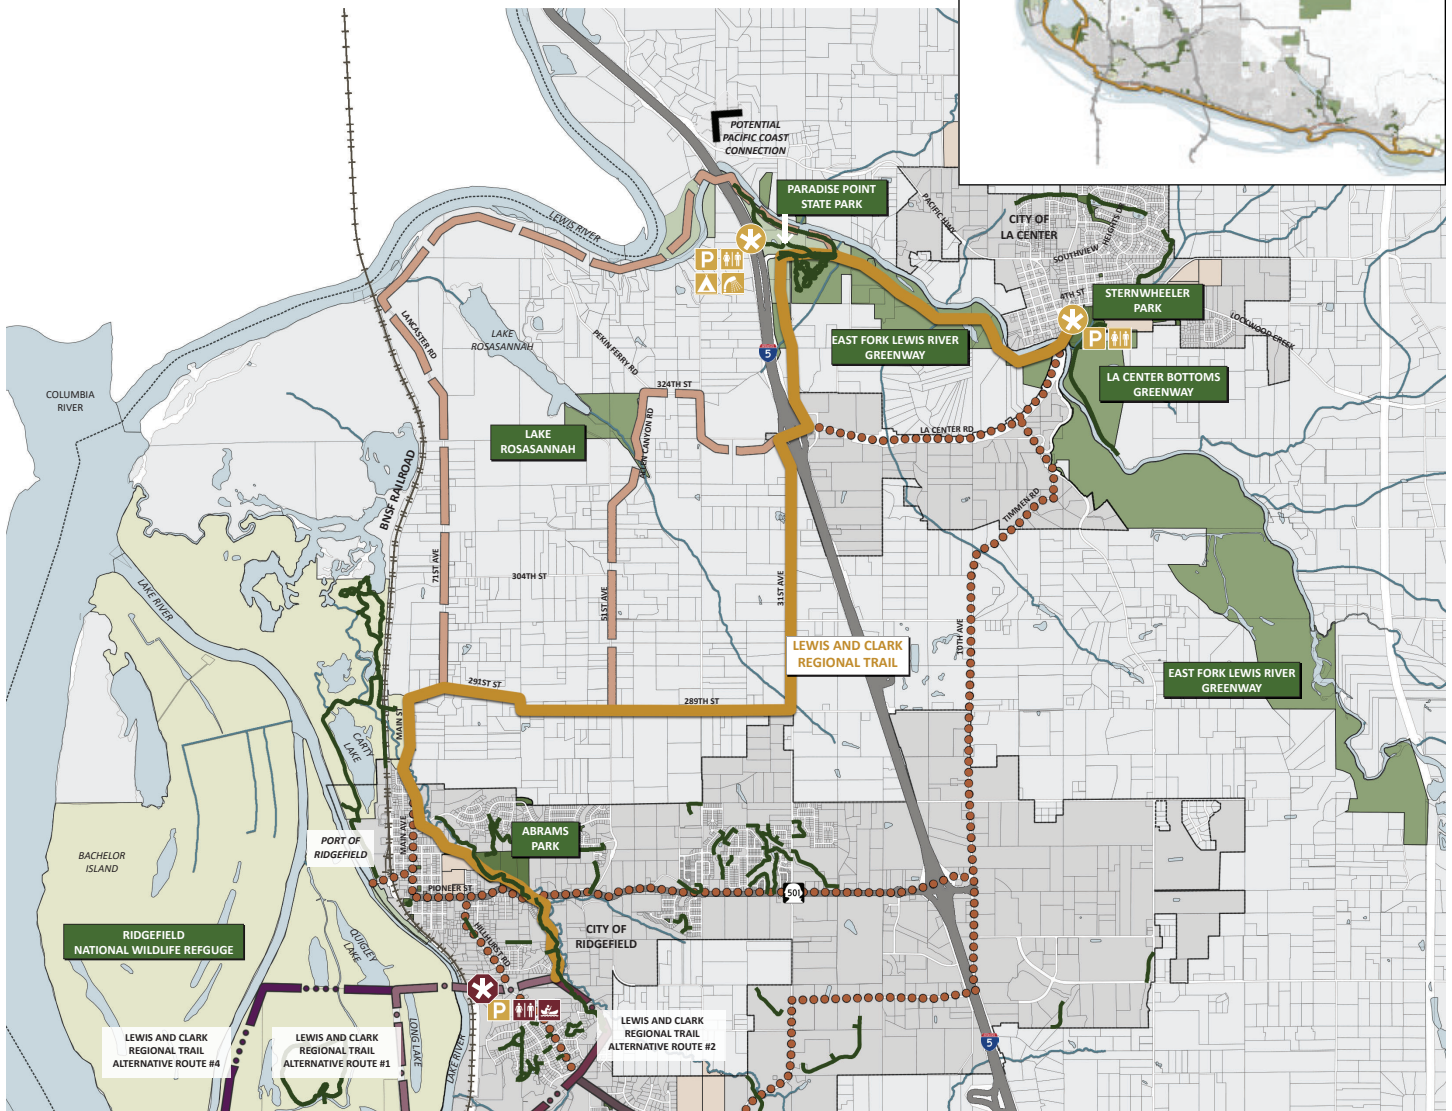 POTENTIAL
PACIFIC COAST
CONNECTION
PARADISE POINT
STATE PARK
PACIFIC HWY
CITY OF
LA CENTER
HEIGHTS D
SOUTHVIEW
LEWIS RIVER
P
4TH ST
STERNWHEELER
PARK
P
LOCKWOOD CREEK
LANCASTER RD
LAKE
ROSASANNAH
PEKIN FERRY RD
5
EAST FORK LEWIS RIVER
GREENWAY
LA CENTER BOTTOMS
GREENWAY
COLUMBIA
RIVER
324TH ST
LAKE
ROSASANNAH
ALLEN CANYON RD
LA CENTER RD
BNSF RAILROAD
TIMMEN RD
LAKE RIVER
71ST AVE
304TH ST
51ST AVE
31ST AVE
10TH AVE
LEWIS AND CLARK
REGIONAL TRAIL
EAST FORK LEWIS RIVER
GREENWAY
291ST ST
289TH ST
MAIN ST
CARTY
LAKE
PORT OF
RIDGEFIELD
MAIN AVE
ABRAMS
PARK
BACHELOR
ISLAND
PIONEER ST
501
RIDGEFIELD
NATIONAL WILDLIFE REFGUGE
QUIGLEY
LAKE
HILLHURST RD
CITY OF
RIDGEFIELD
P
LEWIS AND CLARK
REGIONAL TRAIL
ALTERNATIVE ROUTE #4
LEWIS AND CLARK
REGIONAL TRAIL
ALTERNATIVE ROUTE #1
LONG LAKE
LAKE RIVER
LEWIS AND CLARK
REGIONAL TRAIL
ALTERNATIVE ROUTE #2
5